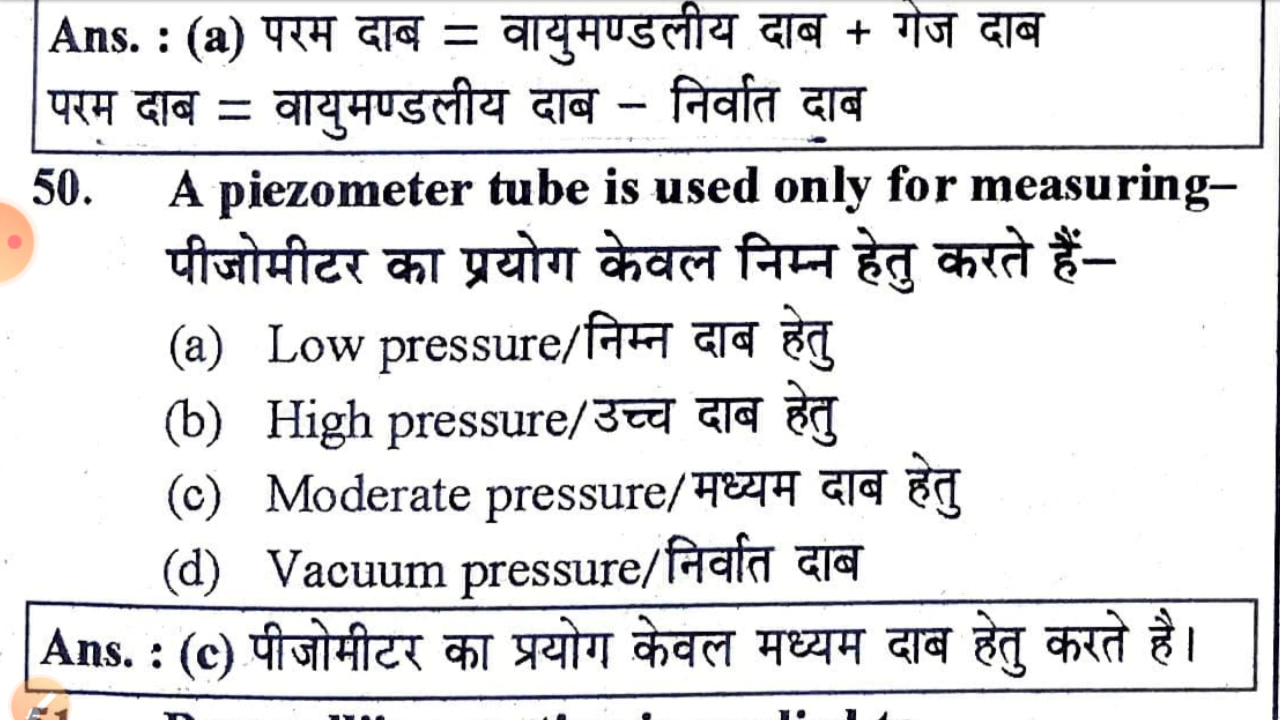 Ans. : (a) परम दाब = वायुमण्डलीय दाब + गेज दाब
परम दाब = वायुमण्डलीय दाब – निर्वात दाब
50. A piezometer tube is used only for measuring–
पीजोमीटर का प्रयोग केवल निम्न हेतु करते हैं–
(a) Low pressure/निम्न दाब हेतु
(b) High pressure/उच्च दाब हेतु
(c) Moderate pressure/मध्यम दाब हेतु
(d) Vacuum pressure/निर्वात दाब
Ans. : (c) पीजोमीटर का प्रयोग केवल मध्यम दाब हेतु करते है।